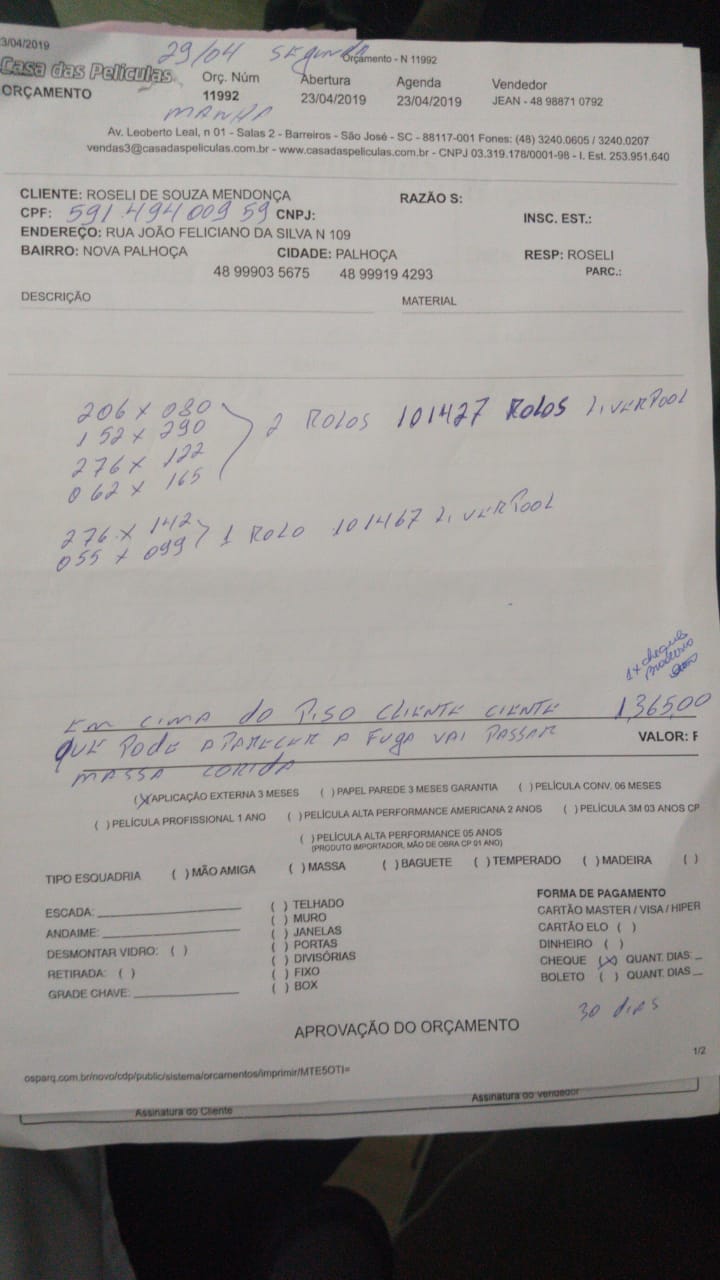 3/04/2019
29/04 SEGUNDA
Orçamento - N 11992
Casa das Películas
ORÇAMENTO
Orç. Núm
11992
Abertura
23/04/2019
Agenda
23/04/2019
Vendedor
JEAN - 48 98871 0792
MANHA
Av. Leoberto Leal, n 01 - Salas 2 - Barreiros - São José - SC - 88117-001 Fones: (48) 3240.0605 / 3240.0207
vendas3@casadaspeliculas.com.br - www.casadaspeliculas.com.br - CNPJ 03.319.178/0001-98 - I. Est. 253.951.640
CLIENTE: ROSELI DE SOUZA MENDONÇA RAZÃO S:
CPF: 591.494 009 59 CNPJ: INSC. EST.:
ENDEREÇO: RUA JOÃO FELICIANO DA SILVA N 109
BAIRRO: NOVA PALHOÇA CIDADE: PALHOÇA RESP: ROSELI
48 99903 5675 48 99919 4293 PARC.:
DESCRIÇÃO MATERIAL
206 x 080
152 x 290
276 x 122
062 x 165
2 ROLOS 101427 ROLOS LIVERPOOL
276 x 142
055 x 099
1 ROLO 101467 LIVERPOOL
1x cheque
EM CIMA DO PISO CLIENTE CIENTE 1,365,00
QUE PODE APARECER A FUGA VAI PASSAR VALOR: F
MASSA CORIDA
(X) APLICAÇÃO EXTERNA 3 MESES ( ) PAPEL PAREDE 3 MESES GARANTIA ( ) PELÍCULA CONV. 06 MESES
( ) PELÍCULA PROFISSIONAL 1 ANO ( ) PELÍCULA ALTA PERFORMANCE AMERICANA 2 ANOS ( ) PELÍCULA 3M 03 ANOS CP
( ) PELÍCULA ALTA PERFORMANCE 05 ANOS
(PRODUTO IMPORTADOR, MÃO DE OBRA CP 01 ANO)
TIPO ESQUADRIA ( ) MÃO AMIGA ( ) MASSA ( ) BAGUETE ( ) TEMPERADO ( ) MADEIRA ( )
ESCADA:
ANDAIME:
DESMONTAR VIDRO: ( )
RETIRADA: ( )
GRADE CHAVE:
( ) TELHADO
( ) MURO
( ) JANELAS
( ) PORTAS
( ) DIVISÓRIAS
( ) FIXO
( ) BOX
FORMA DE PAGAMENTO
CARTÃO MASTER / VISA / HIPER
CARTÃO ELO ( )
DINHEIRO ( )
CHEQUE (X) QUANT. DIAS:
BOLETO ( ) QUANT. DIAS
30 DIAS
APROVAÇÃO DO ORÇAMENTO
1/2
osparq.com.br/novo/cdp/public/sistema/orcamentos/imprimir/MTE5OTI=
Assinatura do Cliente Assinatura do Vendedor